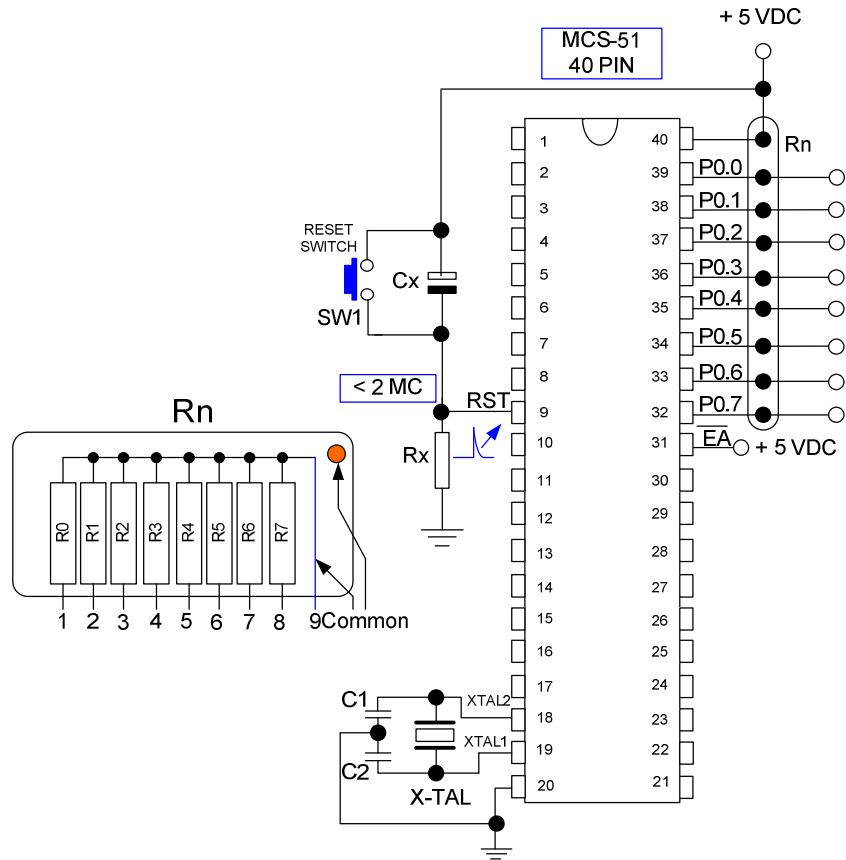 + 5 VDC
MCS-51
40 PIN
Rn
1 40
2 39 P0.0
3 38 P0.1
4 37 P0.2
5 36 P0.3
6 35 P0.4
7 34 P0.5
8 33 P0.6
9 32 P0.7
10 31 EA + 5 VDC
11 30
12 29
13 28
14 27
15 26
16 25
17 24
18 23
19 22
20 21
RESET
SWITCH
SW1
Cx
< 2 MC
RST
Rx
Rn
R0 R1 R2 R3 R4 R5 R6 R7
1 2 3 4 5 6 7 8 9 Common
C1
XTAL2
XTAL1
C2
X-TAL